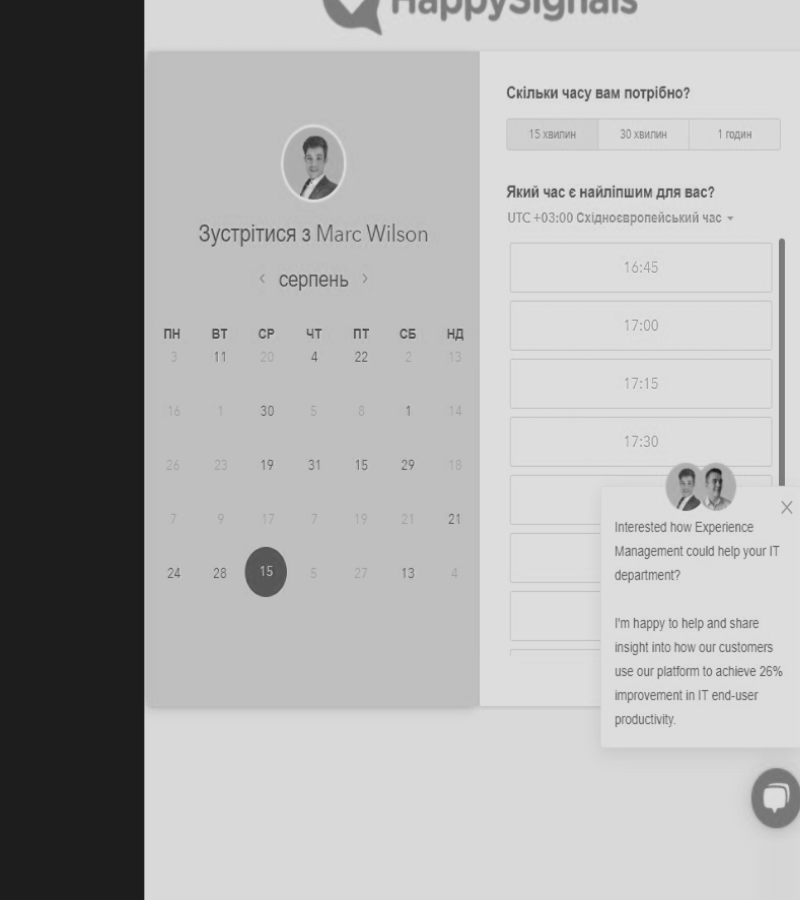 HappySignals
Зустрітися з Marc Wilson
серпень
ПН ВТ СР ЧТ ПТ СБ НД
3 11 20 4 22 2 13
16 1 30 5 8 1 14
26 23 19 31 15 29 18
7 9 17 7 19 21 21
24 28 15 5 27 13 4
Скільки часу вам потрібно?
15 хвилин 30 хвилин 1 годин
Який час є найліпшим для вас?
UTC +03:00 Східноєвропейський час
16:45
17:00
17:15
17:30
Interested how Experience
Management could help your IT
department?
I'm happy to help and share
insight into how our customers
use our platform to achieve 26%
improvement in IT end-user
productivity.